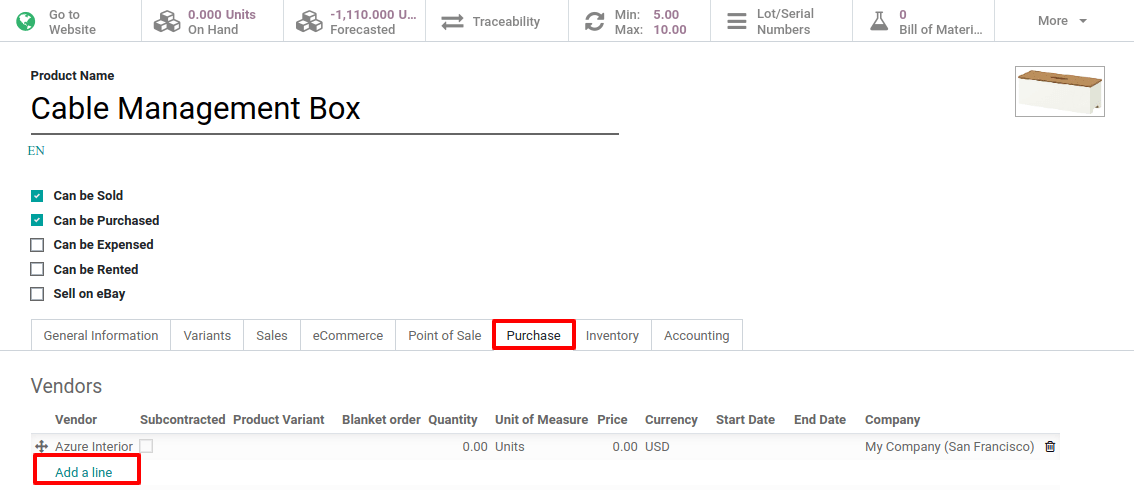 Go to Website
0.000 Units On Hand
-1,110.000 U... Forecasted
Traceability
Min: 5.00
Max: 10.00
Lot/Serial Numbers
0 Bill of Materi...
More
Product Name
Cable Management Box
EN
Can be Sold
Can be Purchased
Can be Expensed
Can be Rented
Sell on eBay
General Information Variants Sales eCommerce Point of Sale Purchase Inventory Accounting
Vendors
Vendor Subcontracted Product Variant Blanket order Quantity Unit of Measure Price Currency Start Date End Date Company
Azure Interior 0.00 Units 0.00 USD My Company (San Francisco)
Add a line